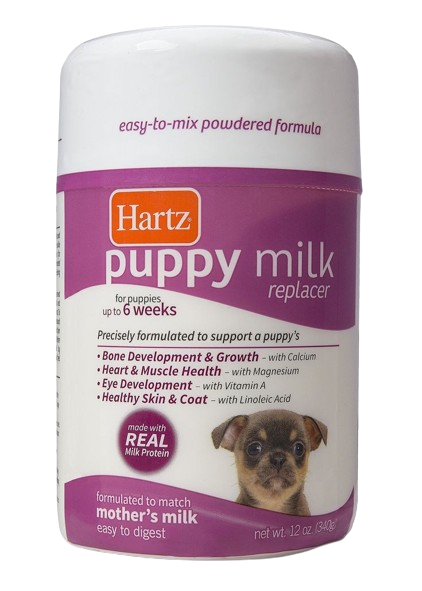 easy-to-mix powdered formula
Hartz®
puppy milk
replacer
for puppies
up to 6 weeks
Precisely formulated to support a puppy's
• Bone Development & Growth – with Calcium
• Heart & Muscle Health – with Magnesium
• Eye Development – with Vitamin A
• Healthy Skin & Coat – with Linoleic Acid
made with
REAL
Milk Protein
formulated to match
mother's milk
easy to digest
net wt. 12 oz. (340g)